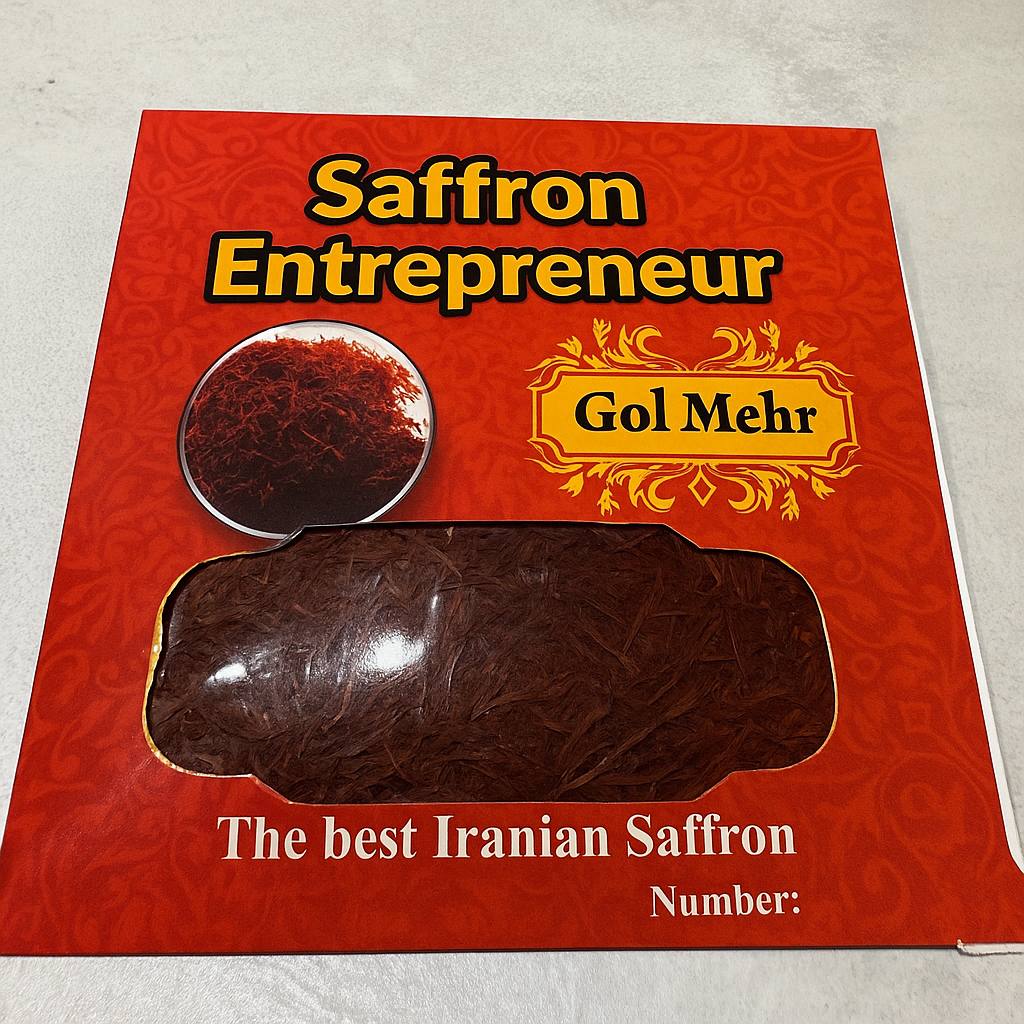 Saffron
Entrepreneur
Gol Mehr
The best Iranian Saffron
Number: